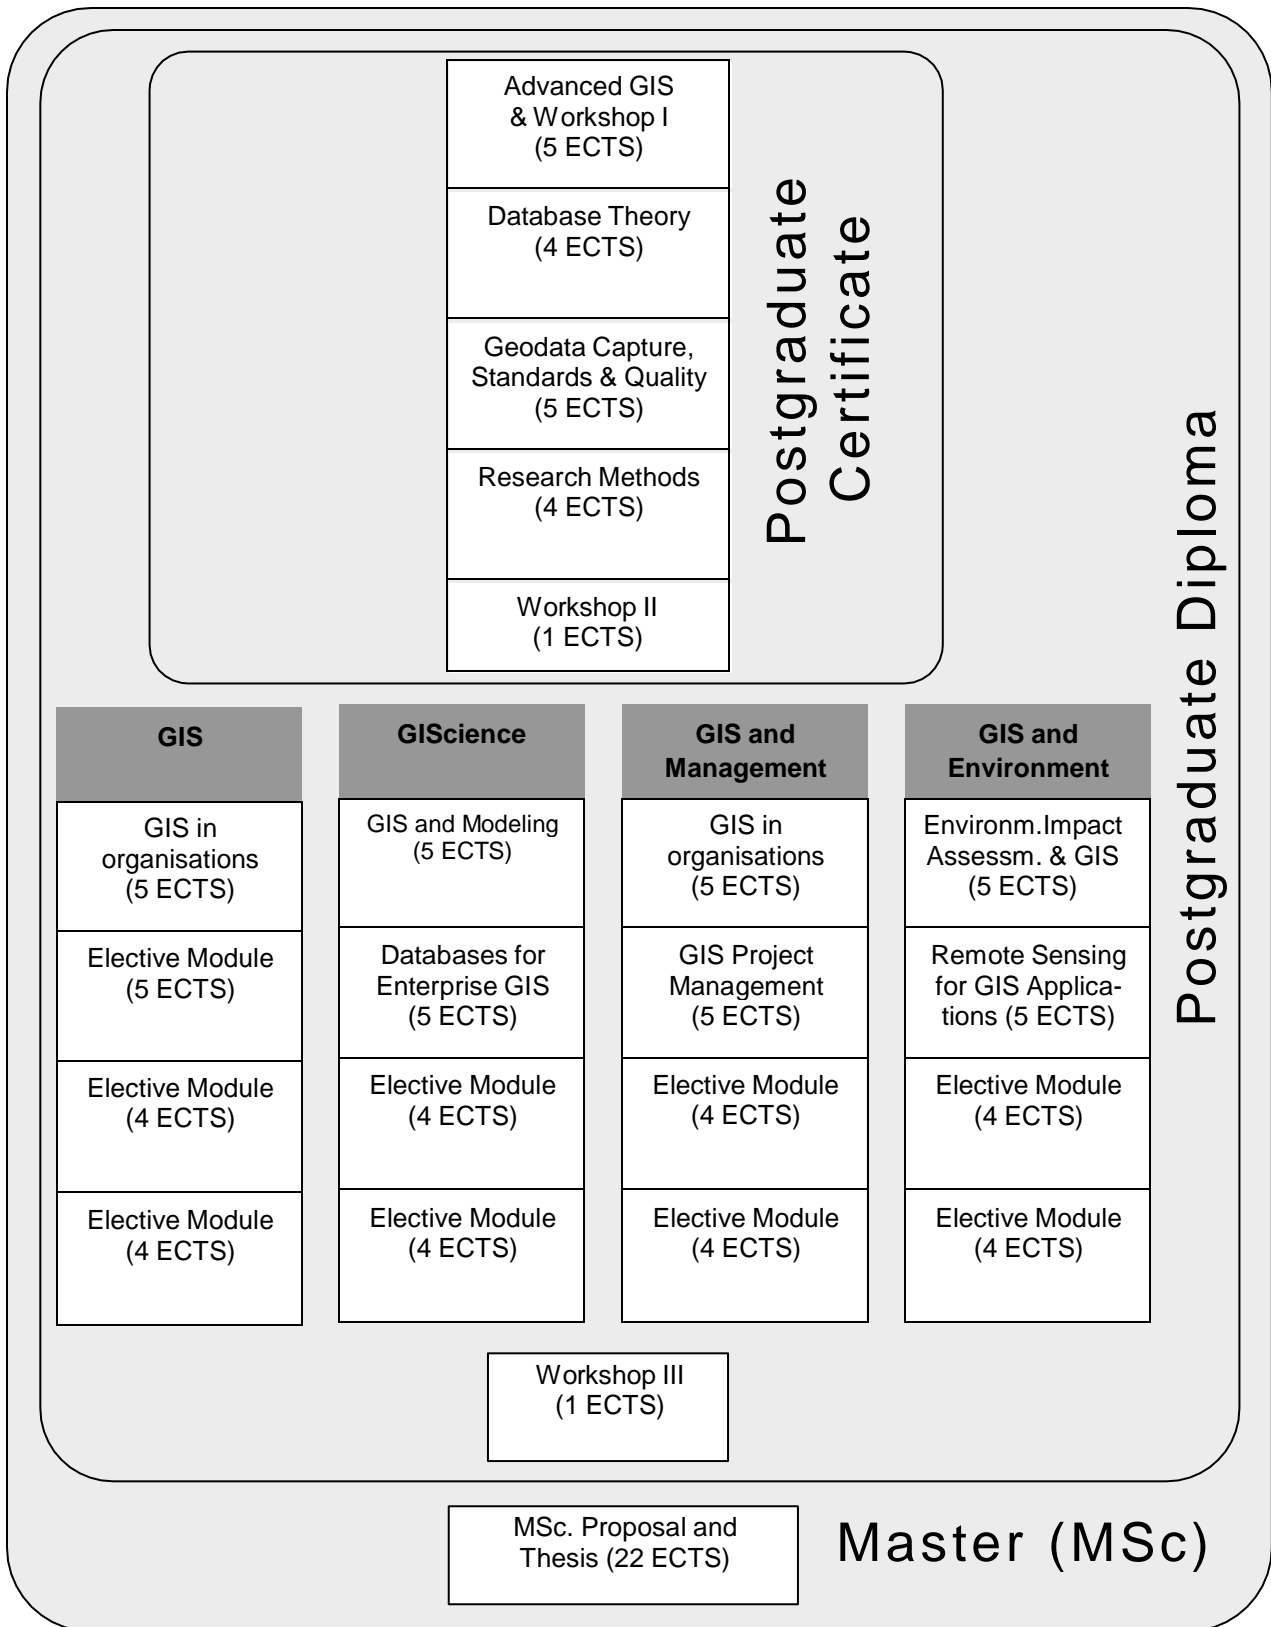 Advanced GIS
& Workshop I
(5 ECTS)
Database Theory
(4 ECTS)
Geodata Capture,
Standards & Quality
(5 ECTS)
Research Methods
(4 ECTS)
Workshop II
(1 ECTS)
Postgraduate
Certificate
GIS
GIS in
organisations
(5 ECTS)
Elective Module
(5 ECTS)
Elective Module
(4 ECTS)
Elective Module
(4 ECTS)
GIScience
GIS and Modeling
(5 ECTS)
Databases for
Enterprise GIS
(5 ECTS)
Elective Module
(4 ECTS)
Elective Module
(4 ECTS)
GIS and
Management
GIS in
organisations
(5 ECTS)
GIS Project
Management
(5 ECTS)
Elective Module
(4 ECTS)
Elective Module
(4 ECTS)
GIS and
Environment
Environm.Impact
Assessm. & GIS
(5 ECTS)
Remote Sensing
for GIS Applica-
tions (5 ECTS)
Elective Module
(4 ECTS)
Elective Module
(4 ECTS)
Workshop III
(1 ECTS)
Postgraduate Diploma
MSc. Proposal and
Thesis (22 ECTS)
Master (MSc)